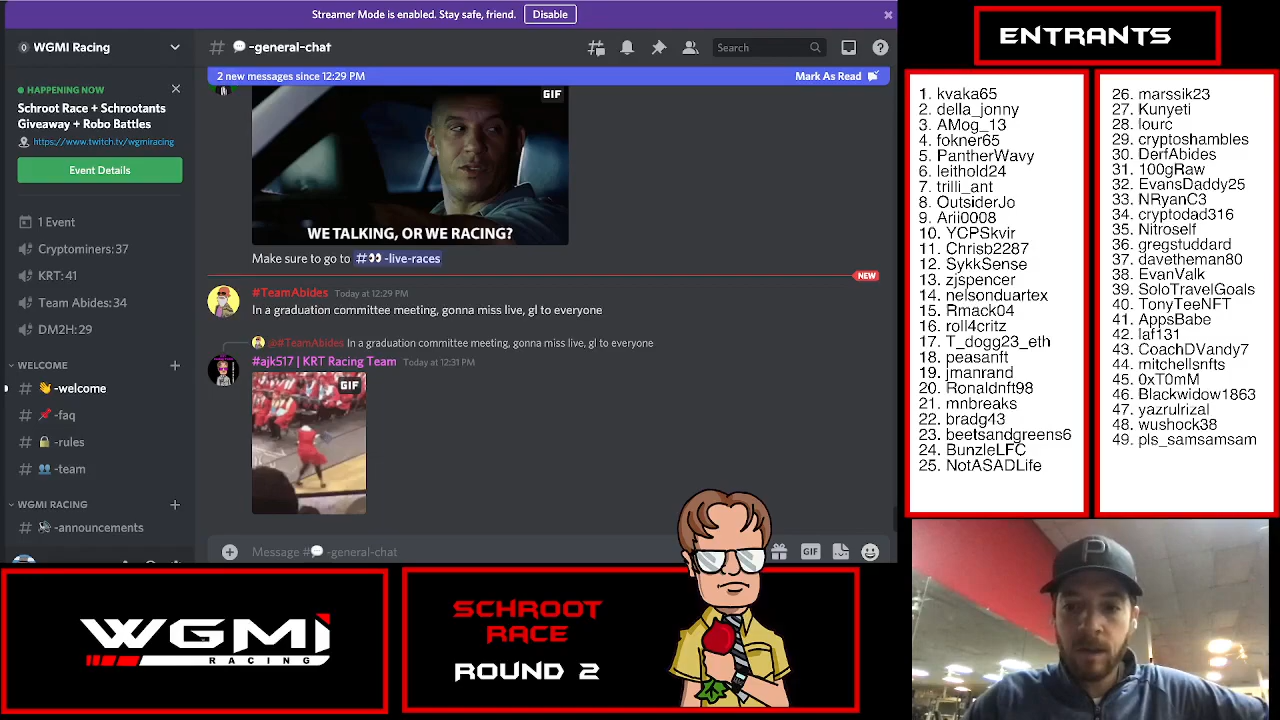 Streamer Mode is enabled. Stay safe, friend.
Disable
WGMI Racing
-general-chat
Search
2 new messages since 12:29 PM
Mark As Read
HAPPENING NOW
Schroot Race + Schrootants
Giveaway + Robo Battles
https://www.twitch.tv/wgmiracing
Event Details
1 Event
Cryptominers: 37
KRT: 41
Team Abides: 34
DM2H: 29
WELCOME
-welcome
-faq
-rules
-team
WGMI RACING
-announcements
GIF
WE TALKING, OR WE RACING?
Make sure to go to #👀-live-races
NEW
#TeamAbides Today at 12:29 PM
In a graduation committee meeting, gonna miss live, gl to everyone
@#TeamAbides In a graduation committee meeting, gonna miss live, gl to everyone
#ajk517 | KRT Racing Team Today at 12:31 PM
GIF
Message #💬-general-chat
GIF
ENTRANTS
1. kvaka65
2. della_jonny
3. AMog_13
4. fokner65
5. PantherWavy
6. leithold24
7. trilli_ant
8. OutsiderJo
9. Arii0008
10. YCPSkvir
11. Chrisb2287
12. SykkSense
13. zjspencer
14. nelsonduartex
15. Rmack04
16. roll4critz
17. T_dogg23_eth
18. peasanft
19. jmanrand
20. Ronaldnft98
21. mnbreaks
22. bradg43
23. beetsandgreens6
24. BunzleLFC
25. NotASADLife
26. marssik23
27. Kunyeti
28. lourc
29. cryptoshambles
30. DerfAbides
31. 100gRaw
32. EvansDaddy25
33. NRyanC3
34. cryptodad316
35. Nitroself
36. gregstuddard
37. davetheman80
38. EvanValk
39. SoloTravelGoals
40. TonyTeeNFT
41. AppsBabe
42. laf131
43. CoachDVandy7
44. mitchellsnfts
45. 0xT0mM
46. Blackwidow1863
47. yazrulrizal
48. wushock38
49. pls_samsamsam
WGMI
RACING
SCHROOT
RACE
ROUND 2